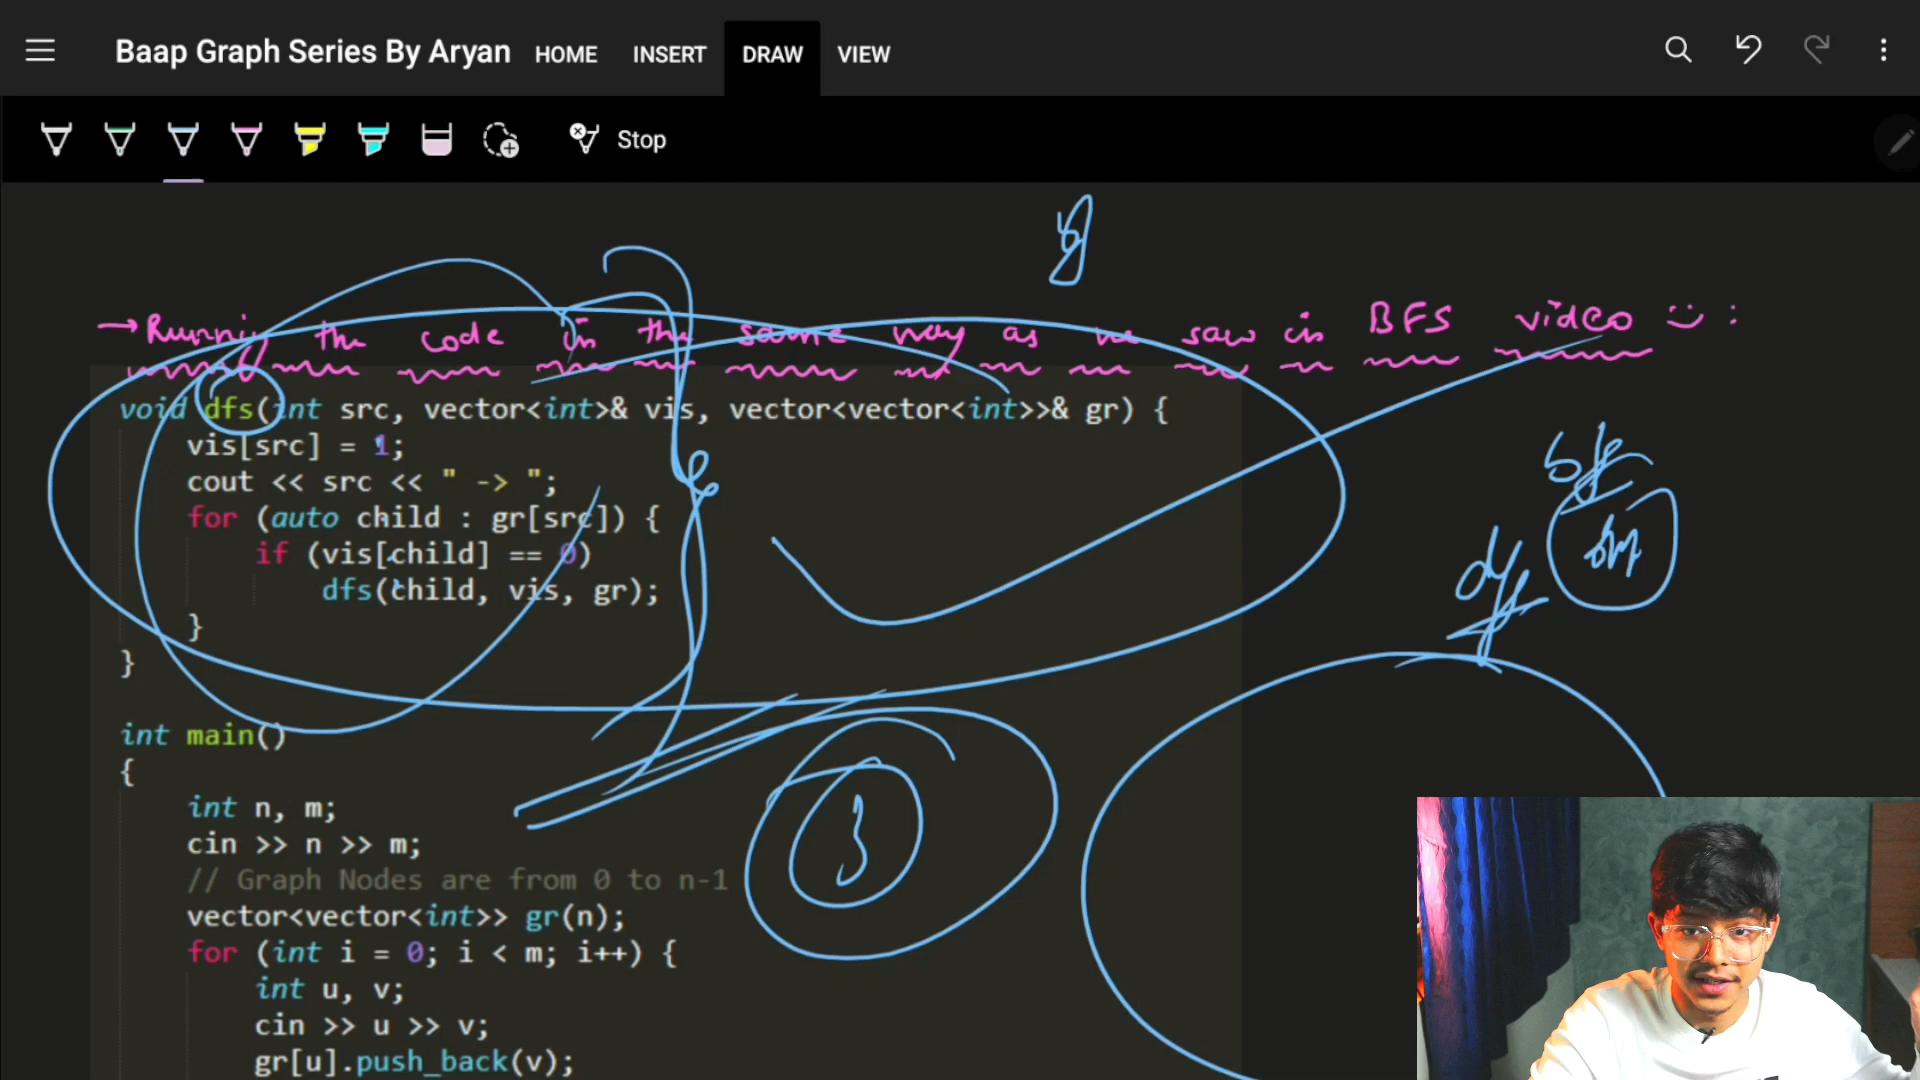 Baap Graph Series By Aryan HOME INSERT DRAW VIEW
Stop
→ Running the code in the same way as we saw in BFS video :
void dfs(int src, vector<int>& vis, vector<vector<int>>& gr) {
vis[src] = 1;
cout << src << " -> ";
for (auto child : gr[src]) {
if (vis[child] == 0)
dfs(child, vis, gr);
}
}
int main()
{
int n, m;
cin >> n >> m;
// Graph Nodes are from 0 to n-1
vector<vector<int>> gr(n);
for (int i = 0; i < m; i++) {
int u, v;
cin >> u >> v;
gr[u].push_back(v);